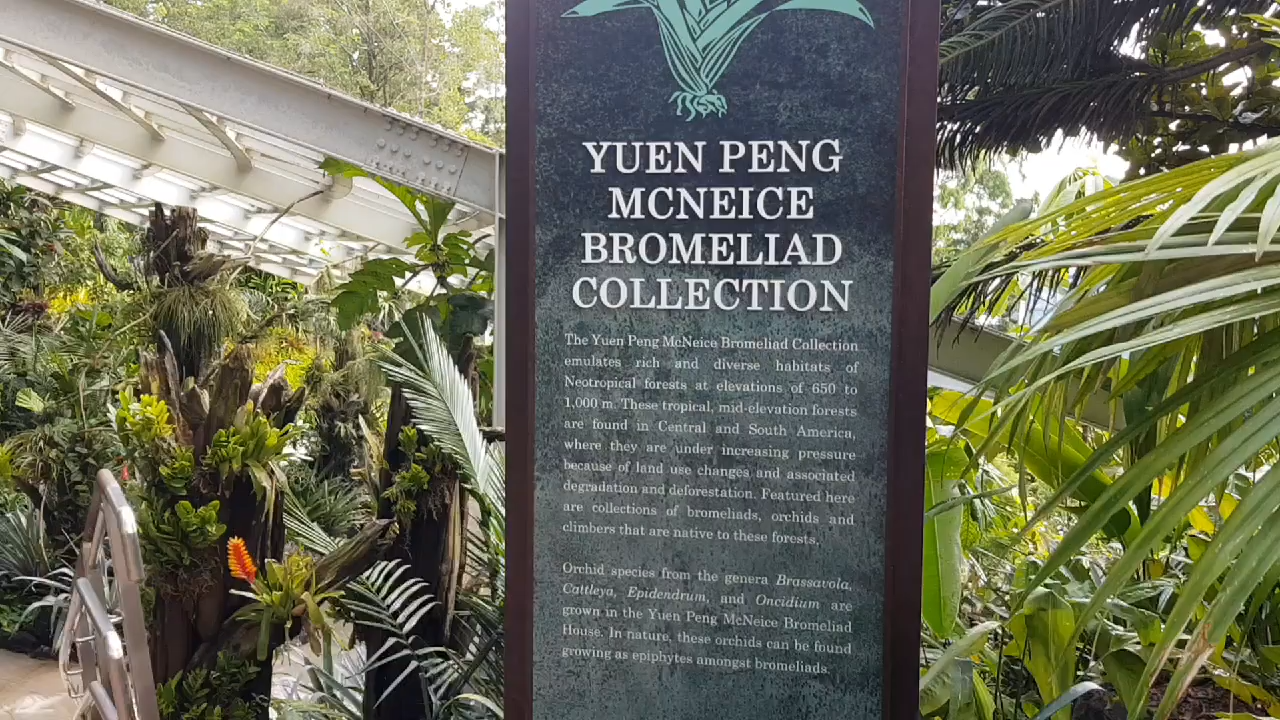 YUEN PENG
MCNEICE
BROMELIAD
COLLECTION
The Yuen Peng McNeice Bromeliad Collection
emulates rich and diverse habitats of
Neotropical forests at elevations of 650 to
1,000 m. These tropical, mid-elevation forests
are found in Central and South America,
where they are under increasing pressure
because of land use changes and associated
degradation and deforestation. Featured here
are collections of bromeliads, orchids and
climbers that are native to these forests.
Orchid species from the genera Brassavola,
Cattleya, Epidendrum, and Oncidium are
grown in the Yuen Peng McNeice Bromeliad
House. In nature, these orchids can be found
growing as epiphytes amongst bromeliads.